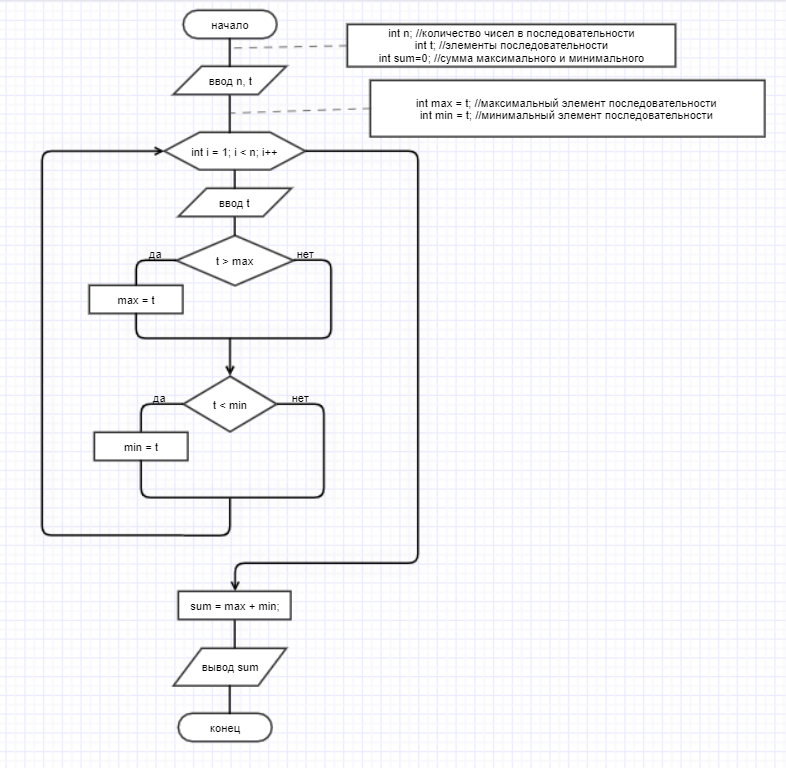 начало
int n; //количество чисел в последовательности
int t; //элементы последовательности
int sum=0; //сумма максимального и минимального
ввод n, t
int max = t; //максимальный элемент последовательности
int min = t; //минимальный элемент последовательности
int i = 1; i < n; i++
ввод t
да
t > max
нет
max = t
да
t < min
нет
min = t
sum = max + min;
вывод sum
конец